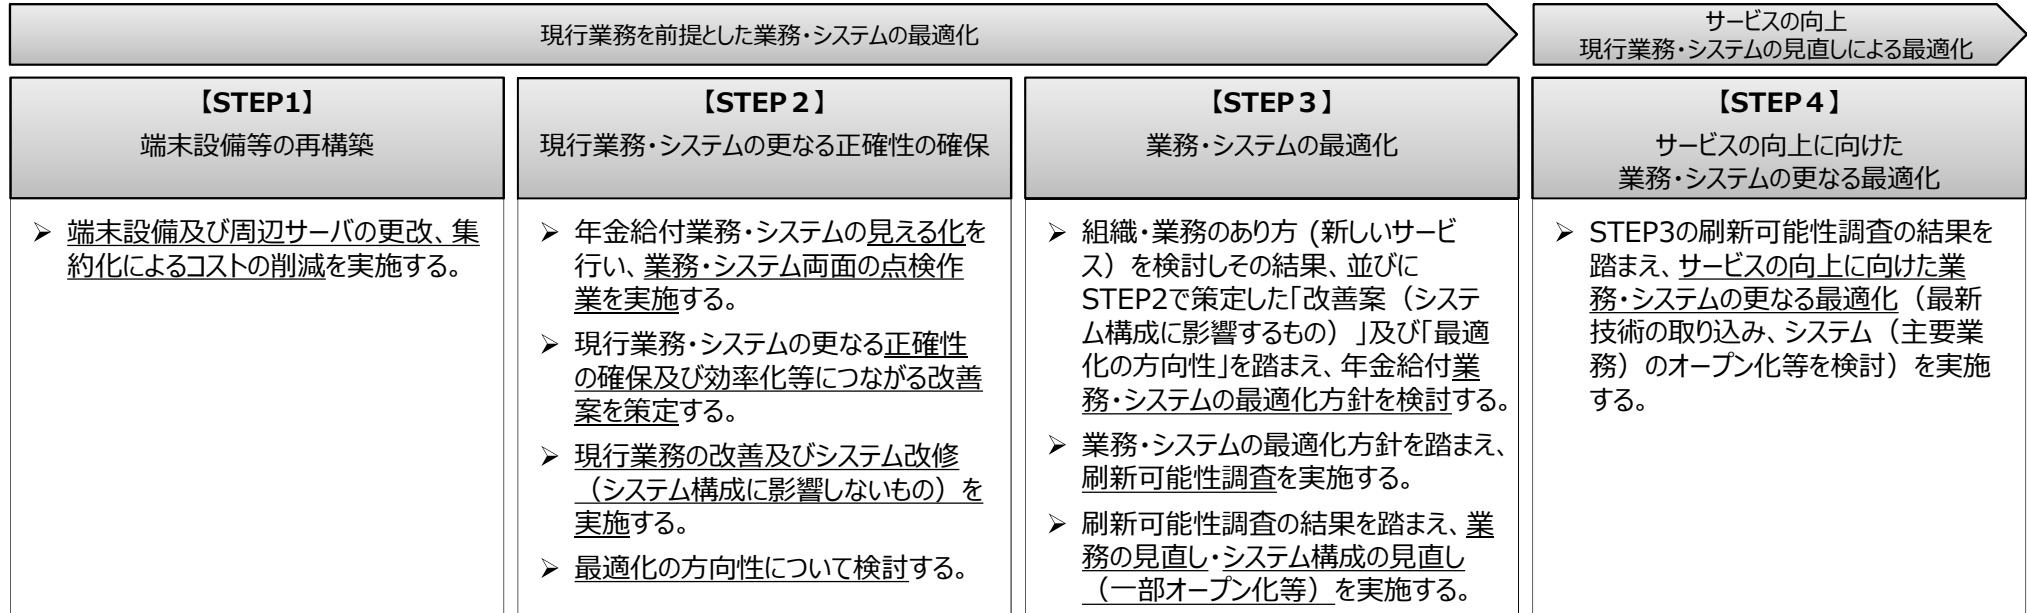 現行業務を前提とした業務・システムの最適化
サービスの向上
現行業務・システムの見直しによる最適化
【STEP1】
端末設備等の再構築
➢ 端末設備及び周辺サーバの更改、集
約化によるコストの削減を実施する。
【STEP２】
現行業務・システムの更なる正確性の確保
➢ 年金給付業務・システムの見える化を
行い、業務・システム両面の点検作
業を実施する。
➢ 現行業務・システムの更なる正確性
の確保及び効率化等につながる改善
案を策定する。
➢ 現行業務の改善及びシステム改修
（システム構成に影響しないもの）を
実施する。
➢ 最適化の方向性について検討する。
【STEP３】
業務・システムの最適化
➢ 組織・業務のあり方 (新しいサービ
ス）を検討しその結果、並びに
STEP2で策定した「改善案（システ
ム構成に影響するもの）」及び「最適
化の方向性」を踏まえ、年金給付業
務・システムの最適化方針を検討する。
➢ 業務・システムの最適化方針を踏まえ、
刷新可能性調査を実施する。
➢ 刷新可能性調査の結果を踏まえ、業
務の見直し・システム構成の見直し
（一部オープン化等）を実施する。
【STEP４】
サービスの向上に向けた
業務・システムの更なる最適化
➢ STEP3の刷新可能性調査の結果を
踏まえ、サービスの向上に向けた業
務・システムの更なる最適化（最新
技術の取り込み、システム（主要業
務）のオープン化等を検討）を実施
する。